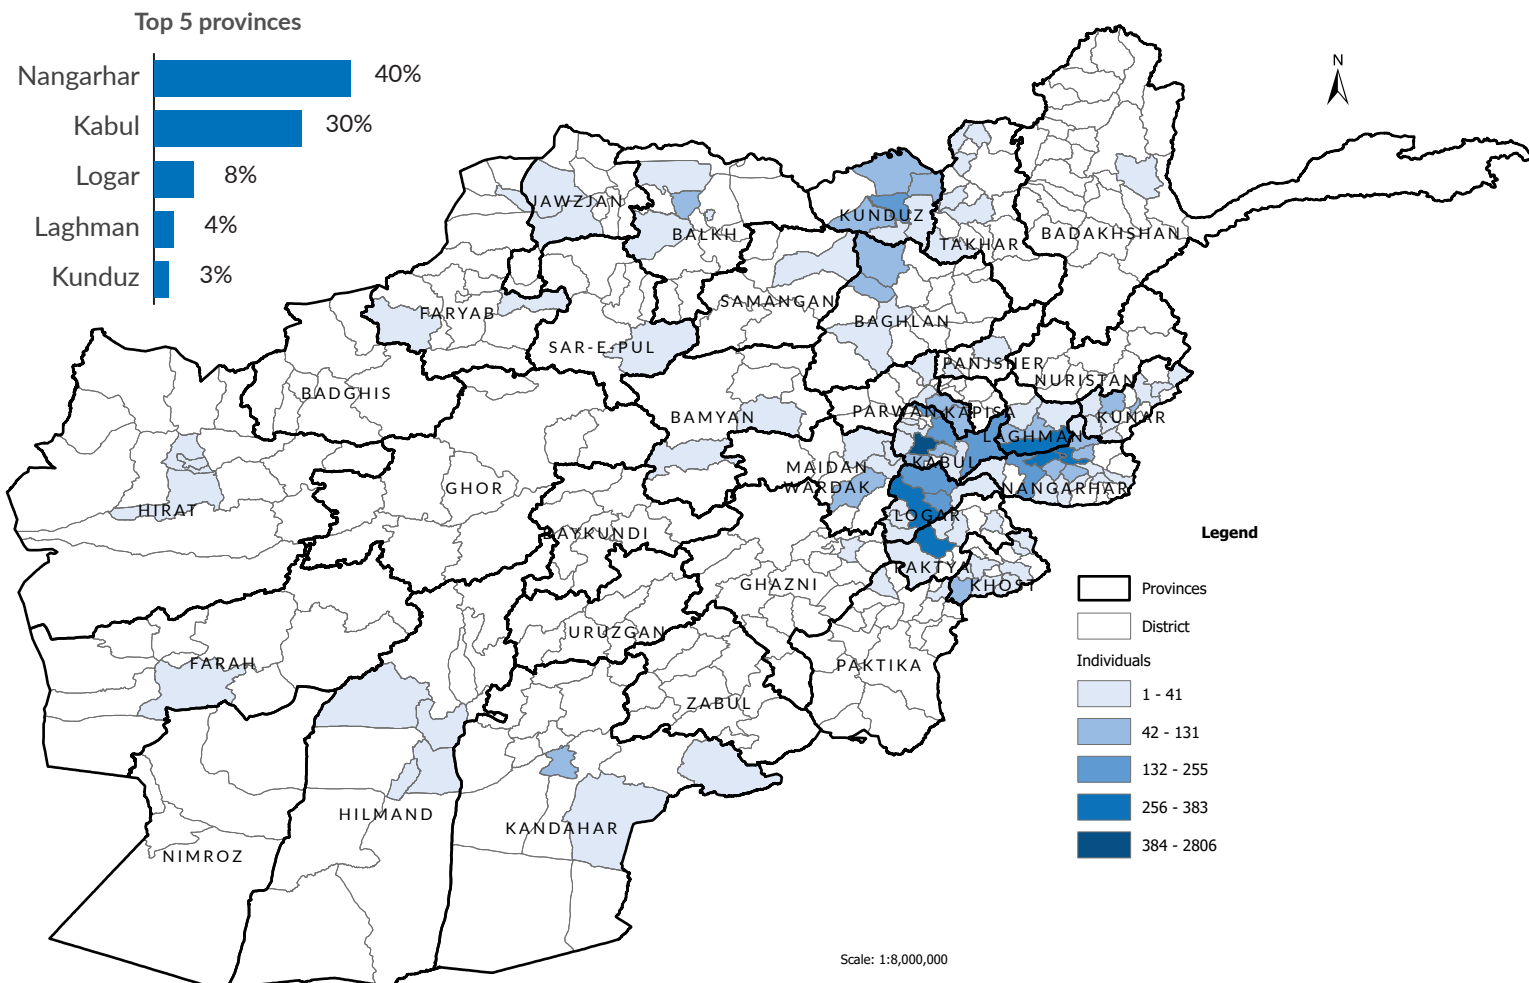 Top 5 provinces
Nangarhar 40%
Kabul 30%
Logar 8%
Laghman 4%
Kunduz 3%
N
JAWZJAN
BALKH
KUNDUZ
TAKHAR
BADAKHSHAN
FARYAB
SAMANGAN
BAGHLAN
SAR-E-PUL
PANJSHER
NURISTAN
BADGHIS
BAMYAN
PARWAN
KAPISA
KUNAR
LAGHMAN
KABUL
MAIDAN
WARDAK
NANGARHAR
GHOR
HIRAT
LOGAR
DAYKUNDI
PAKTYA
GHAZNI
KHOST
URUZGAN
FARAH
PAKTIKA
ZABUL
HILMAND
KANDAHAR
NIMROZ
Legend
Provinces
District
Individuals
1 - 41
42 - 131
132 - 255
256 - 383
384 - 2806
Scale: 1:8,000,000